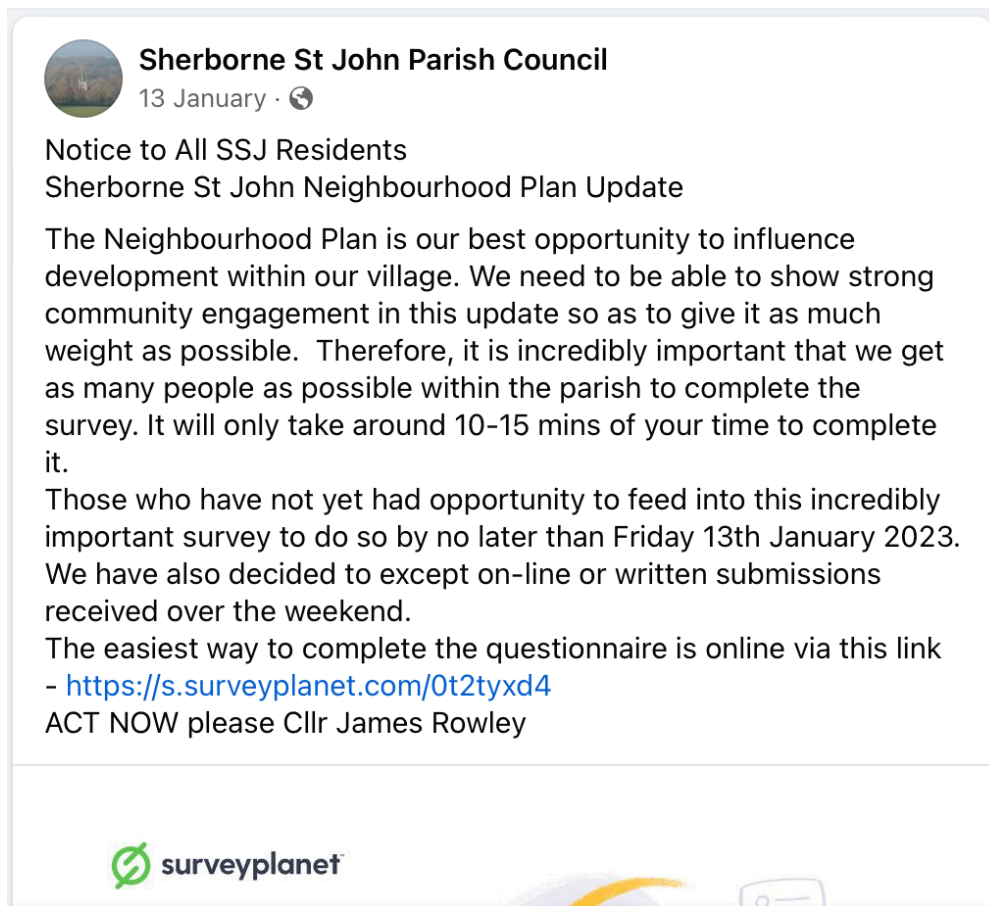 Sherborne St John Parish Council
13 January ·
Notice to All SSJ Residents
Sherborne St John Neighbourhood Plan Update
The Neighbourhood Plan is our best opportunity to influence
development within our village. We need to be able to show strong
community engagement in this update so as to give it as much
weight as possible.  Therefore, it is incredibly important that we get
as many people as possible within the parish to complete the
survey. It will only take around 10-15 mins of your time to complete
it.
Those who have not yet had opportunity to feed into this incredibly
important survey to do so by no later than Friday 13th January 2023.
We have also decided to except on-line or written submissions
received over the weekend.
The easiest way to complete the questionnaire is online via this link
- https://s.surveyplanet.com/0t2tyxd4
ACT NOW please Cllr James Rowley
surveyplanet™